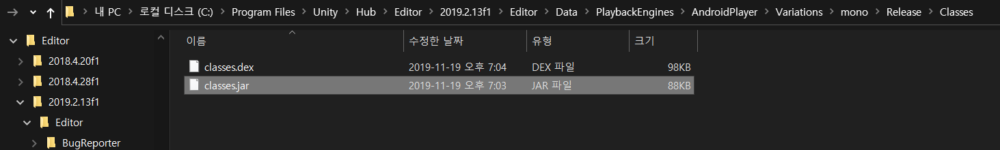 내 PC > 로컬 디스크 (C:) > Program Files > Unity > Hub > Editor > 2019.2.13f1 > Editor > Data > PlaybackEngines > AndroidPlayer > Variations > mono > Release > Classes
Editor
2018.4.20f1
2018.4.28f1
2019.2.13f1
Editor
BugReporter
이름 수정한 날짜 유형 크기
classes.dex 2019-11-19 오후 7:04 DEX 파일 98KB
classes.jar 2019-11-19 오후 7:03 JAR 파일 88KB